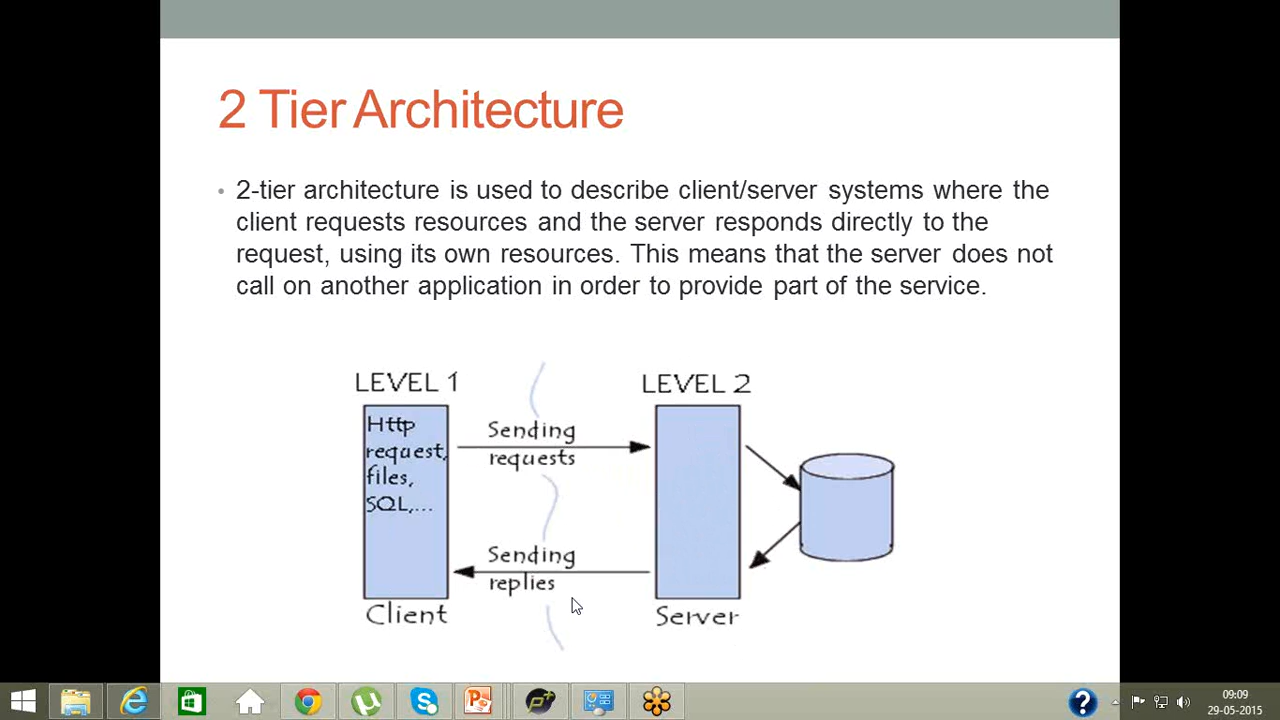 2 Tier Architecture
• 2-tier architecture is used to describe client/server systems where the
client requests resources and the server responds directly to the
request, using its own resources. This means that the server does not
call on another application in order to provide part of the service.
LEVEL 1
LEVEL 2
Http
request,
files,
SQL,...
Sending
requests
Sending
replies
Client
Server
09:09
29-05-2015